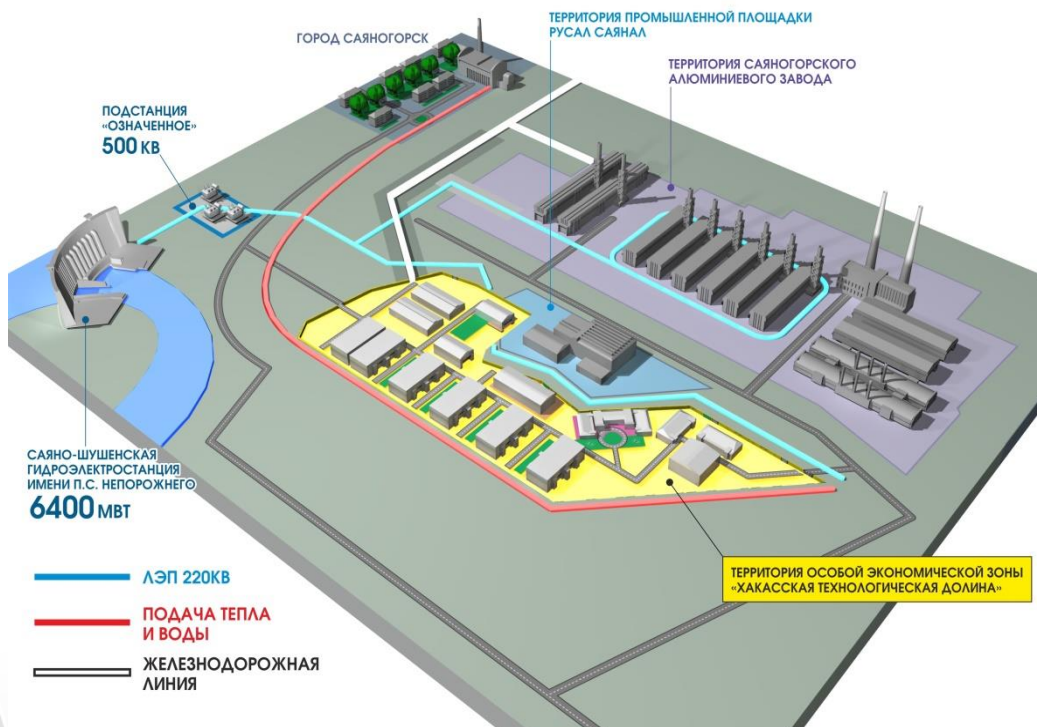 ГОРОД САЯНОГОРСК
ТЕРРИТОРИЯ ПРОМЫШЛЕННОЙ ПЛОЩАДКИ
РУСАЛ САЯНАЛ
ТЕРРИТОРИЯ САЯНОГОРСКОГО
АЛЮМИНИЕВОГО ЗАВОДА
ПОДСТАНЦИЯ
«ОЗНАЧЕННОЕ»
500 КВ
САЯНО-ШУШЕНСКАЯ
ГИДРОЭЛЕКТРОСТАНЦИЯ
ИМЕНИ П.С. НЕПОРОЖНЕГО
6400 МВТ
ТЕРРИТОРИЯ ОСОБОЙ ЭКОНОМИЧЕСКОЙ ЗОНЫ
«ХАКАССКАЯ ТЕХНОЛОГИЧЕСКАЯ ДОЛИНА»
ЛЭП 220КВ
ПОДАЧА ТЕПЛА
И ВОДЫ
ЖЕЛЕЗНОДОРОЖНАЯ
ЛИНИЯ